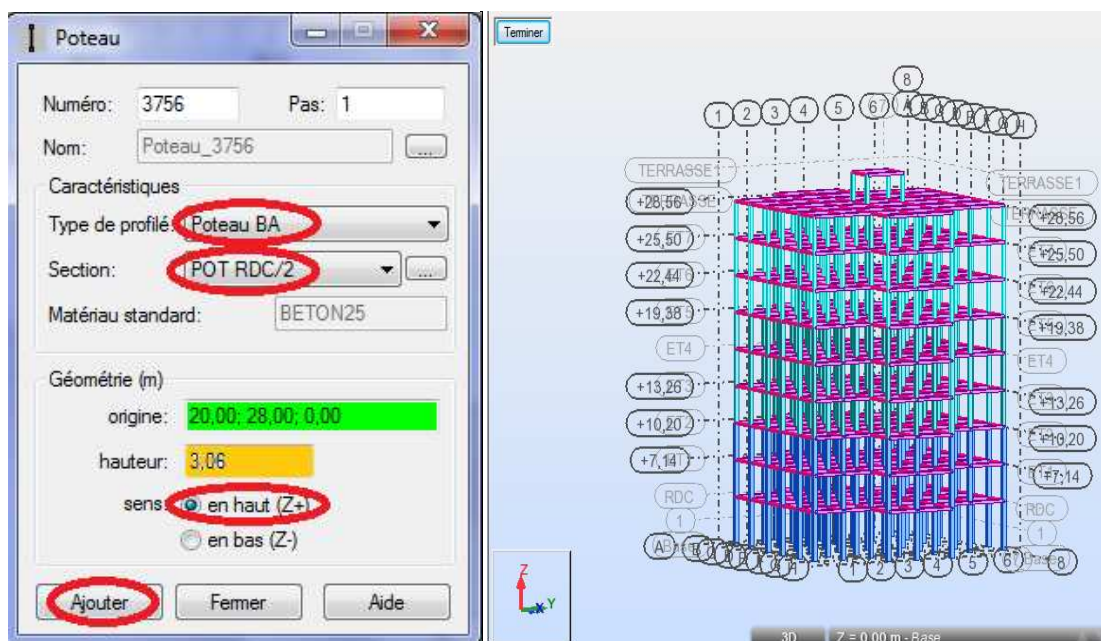 Poteau
Numéro: 3756 Pas: 1
Nom: Poteau_3756 ...
Caractéristiques
Type de profilé: Poteau BA
Section: POT RDC/2 ...
Matériau standard: BETON25
Géométrie (m)
origine: 20,00; 28,00; 0,00
hauteur: 3,06
sens: en haut (Z+)
en bas (Z-)
Ajouter Fermer Aide
Terminer
8
1 2 3 4 5 6 7 A
TERRASSE1 TERRASSE1
+28,56 +28,56
+25,50 +25,50
+22,44 +22,44
+19,38 +19,38
ET4 ET4
+13,26 +13,26
+10,20 +10,20
+7,14 +7,14
RDC RDC
1 1
A Base 1 2 3 4 5 6 Base 8
Z
X Y
3D Z = 0,00 m - Base